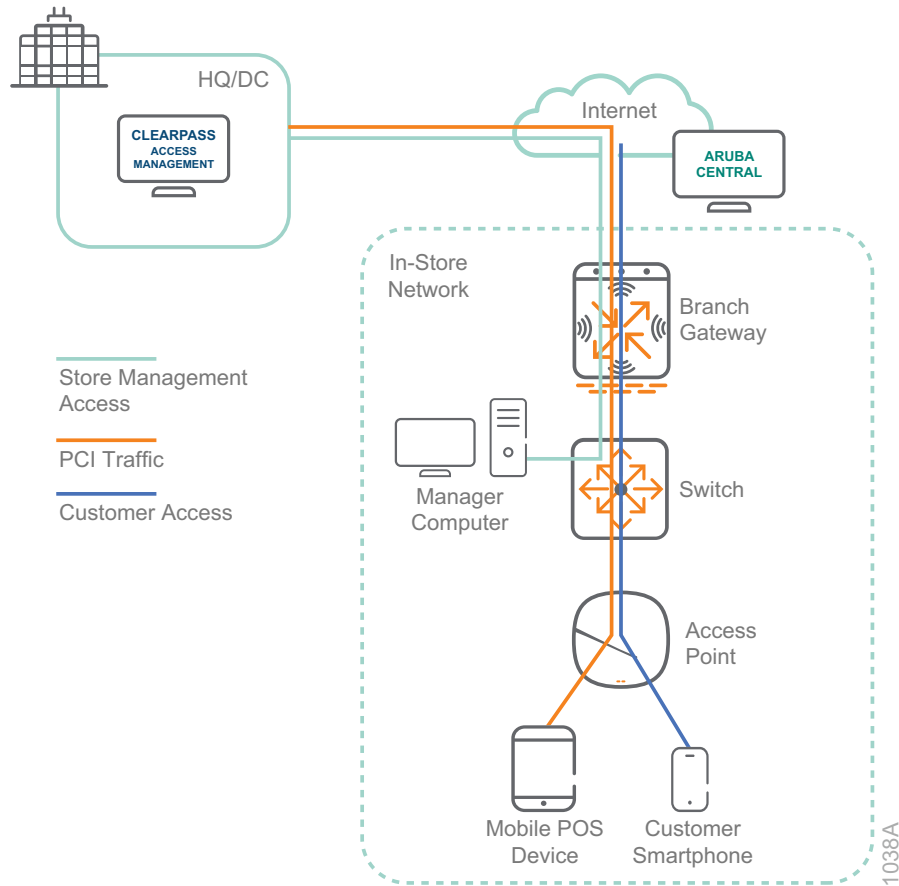 HQ/DC
CLEARPASS
ACCESS
MANAGEMENT
Internet
ARUBA
CENTRAL
In-Store
Network
Branch
Gateway
Store Management
Access
PCI Traffic
Customer Access
Manager
Computer
Switch
Access
Point
Mobile POS
Device
Customer
Smartphone
1038A